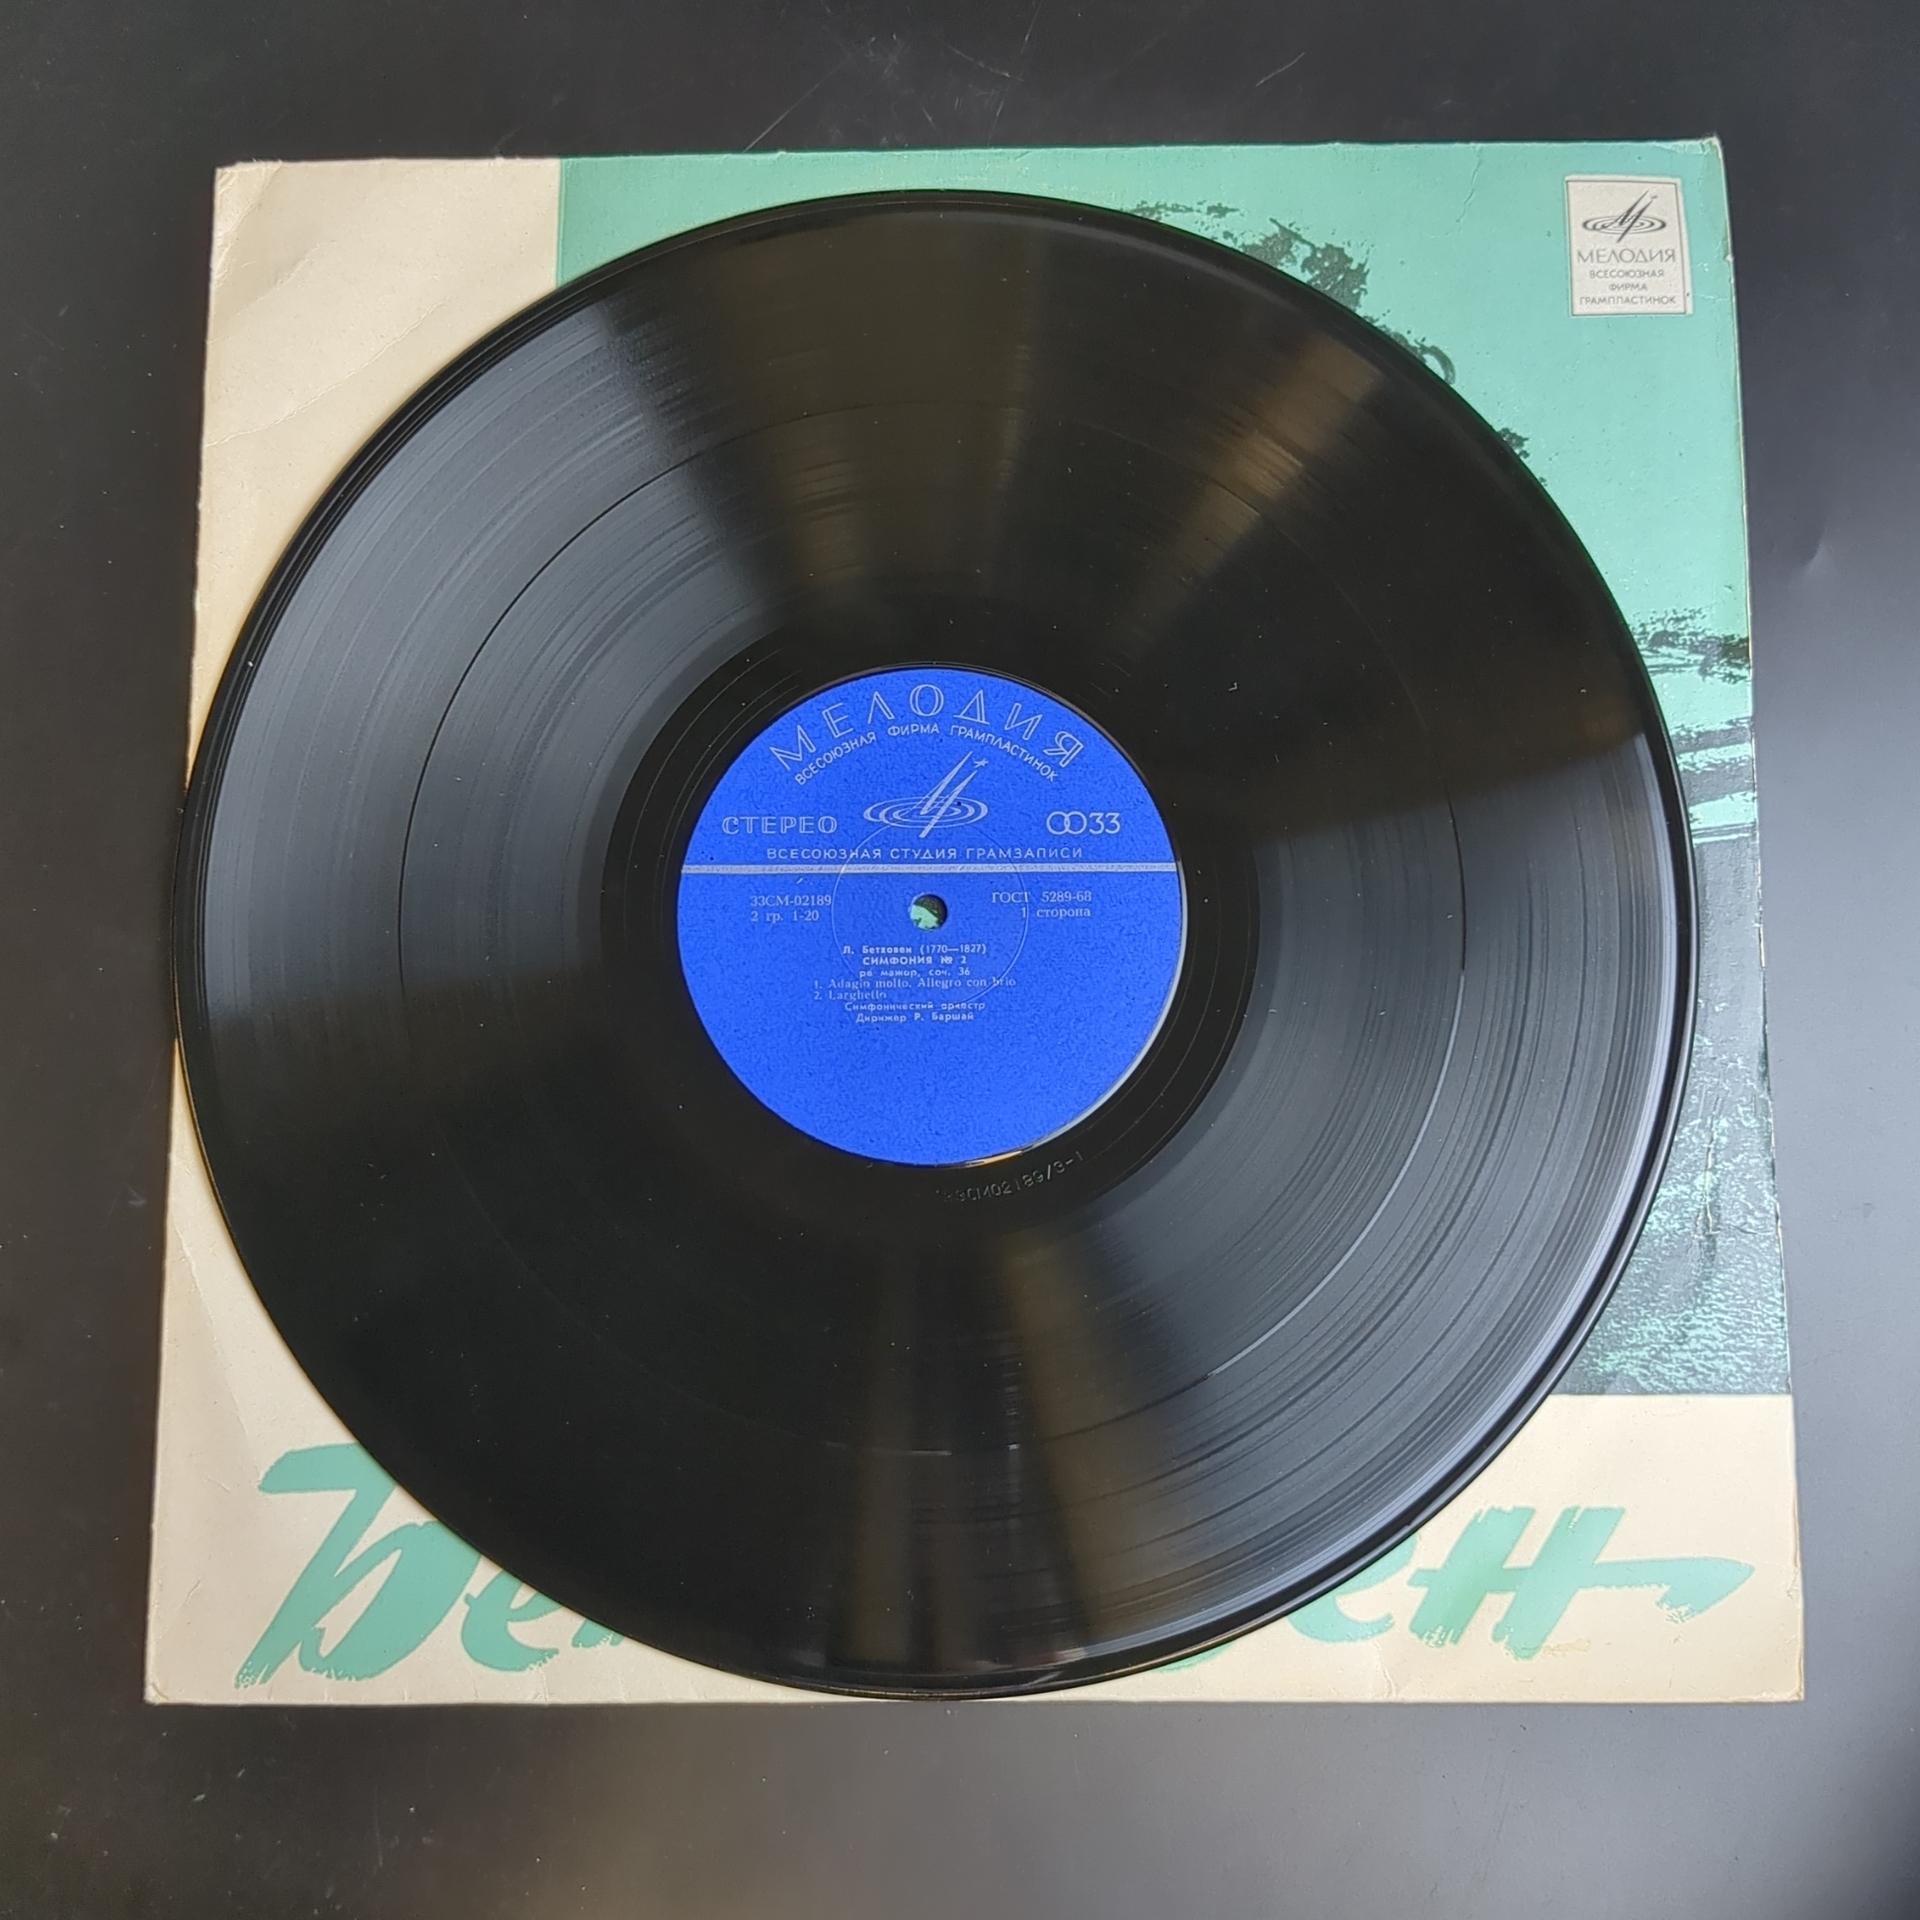 МЕЛОДИЯ
ВСЕСОЮЗНАЯ
ФИРМА
ГРАМПЛАСТИНОК
МЕЛОДИЯ
ВСЕСОЮЗНАЯ ФИРМА ГРАМПЛАСТИНОК
СТЕРЕО 33
ВСЕСОЮЗНАЯ СТУДИЯ ГРАМЗАПИСИ
33СМ-02189 ГОСТ 5289-68
2 гр. 1-20 1 сторона
Л. Бетховен (1770—1827)
СИМФОНИЯ № 2
ре мажор, соч. 36
1. Adagio molto. Allegro con brio
2. Larghetto
Симфонический оркестр
Дирижер Р. Баршай